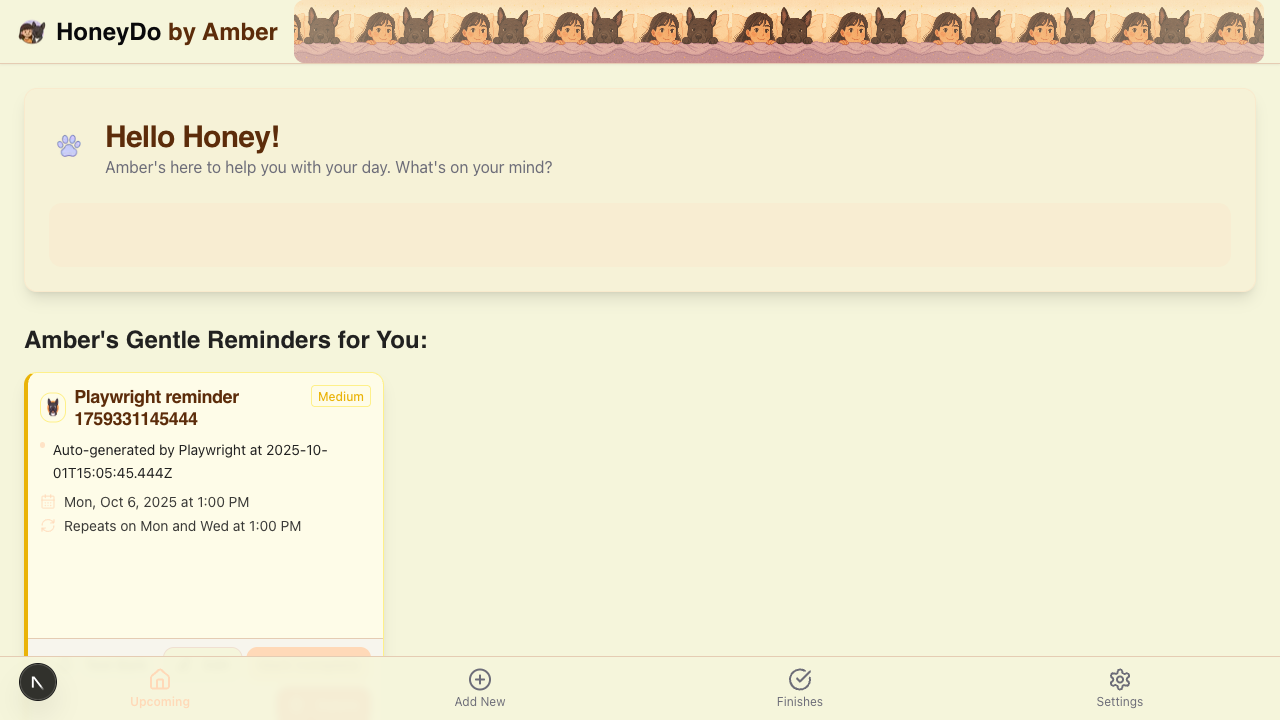 HoneyDo by Amber
Hello Honey!
Amber's here to help you with your day. What's on your mind?
Amber's Gentle Reminders for You:
Playwright reminder
1759331145444
Medium
Auto-generated by Playwright at 2025-10-
01T15:05:45.444Z
Mon, Oct 6, 2025 at 1:00 PM
Repeats on Mon and Wed at 1:00 PM
Upcoming
Add New
Finishes
Settings